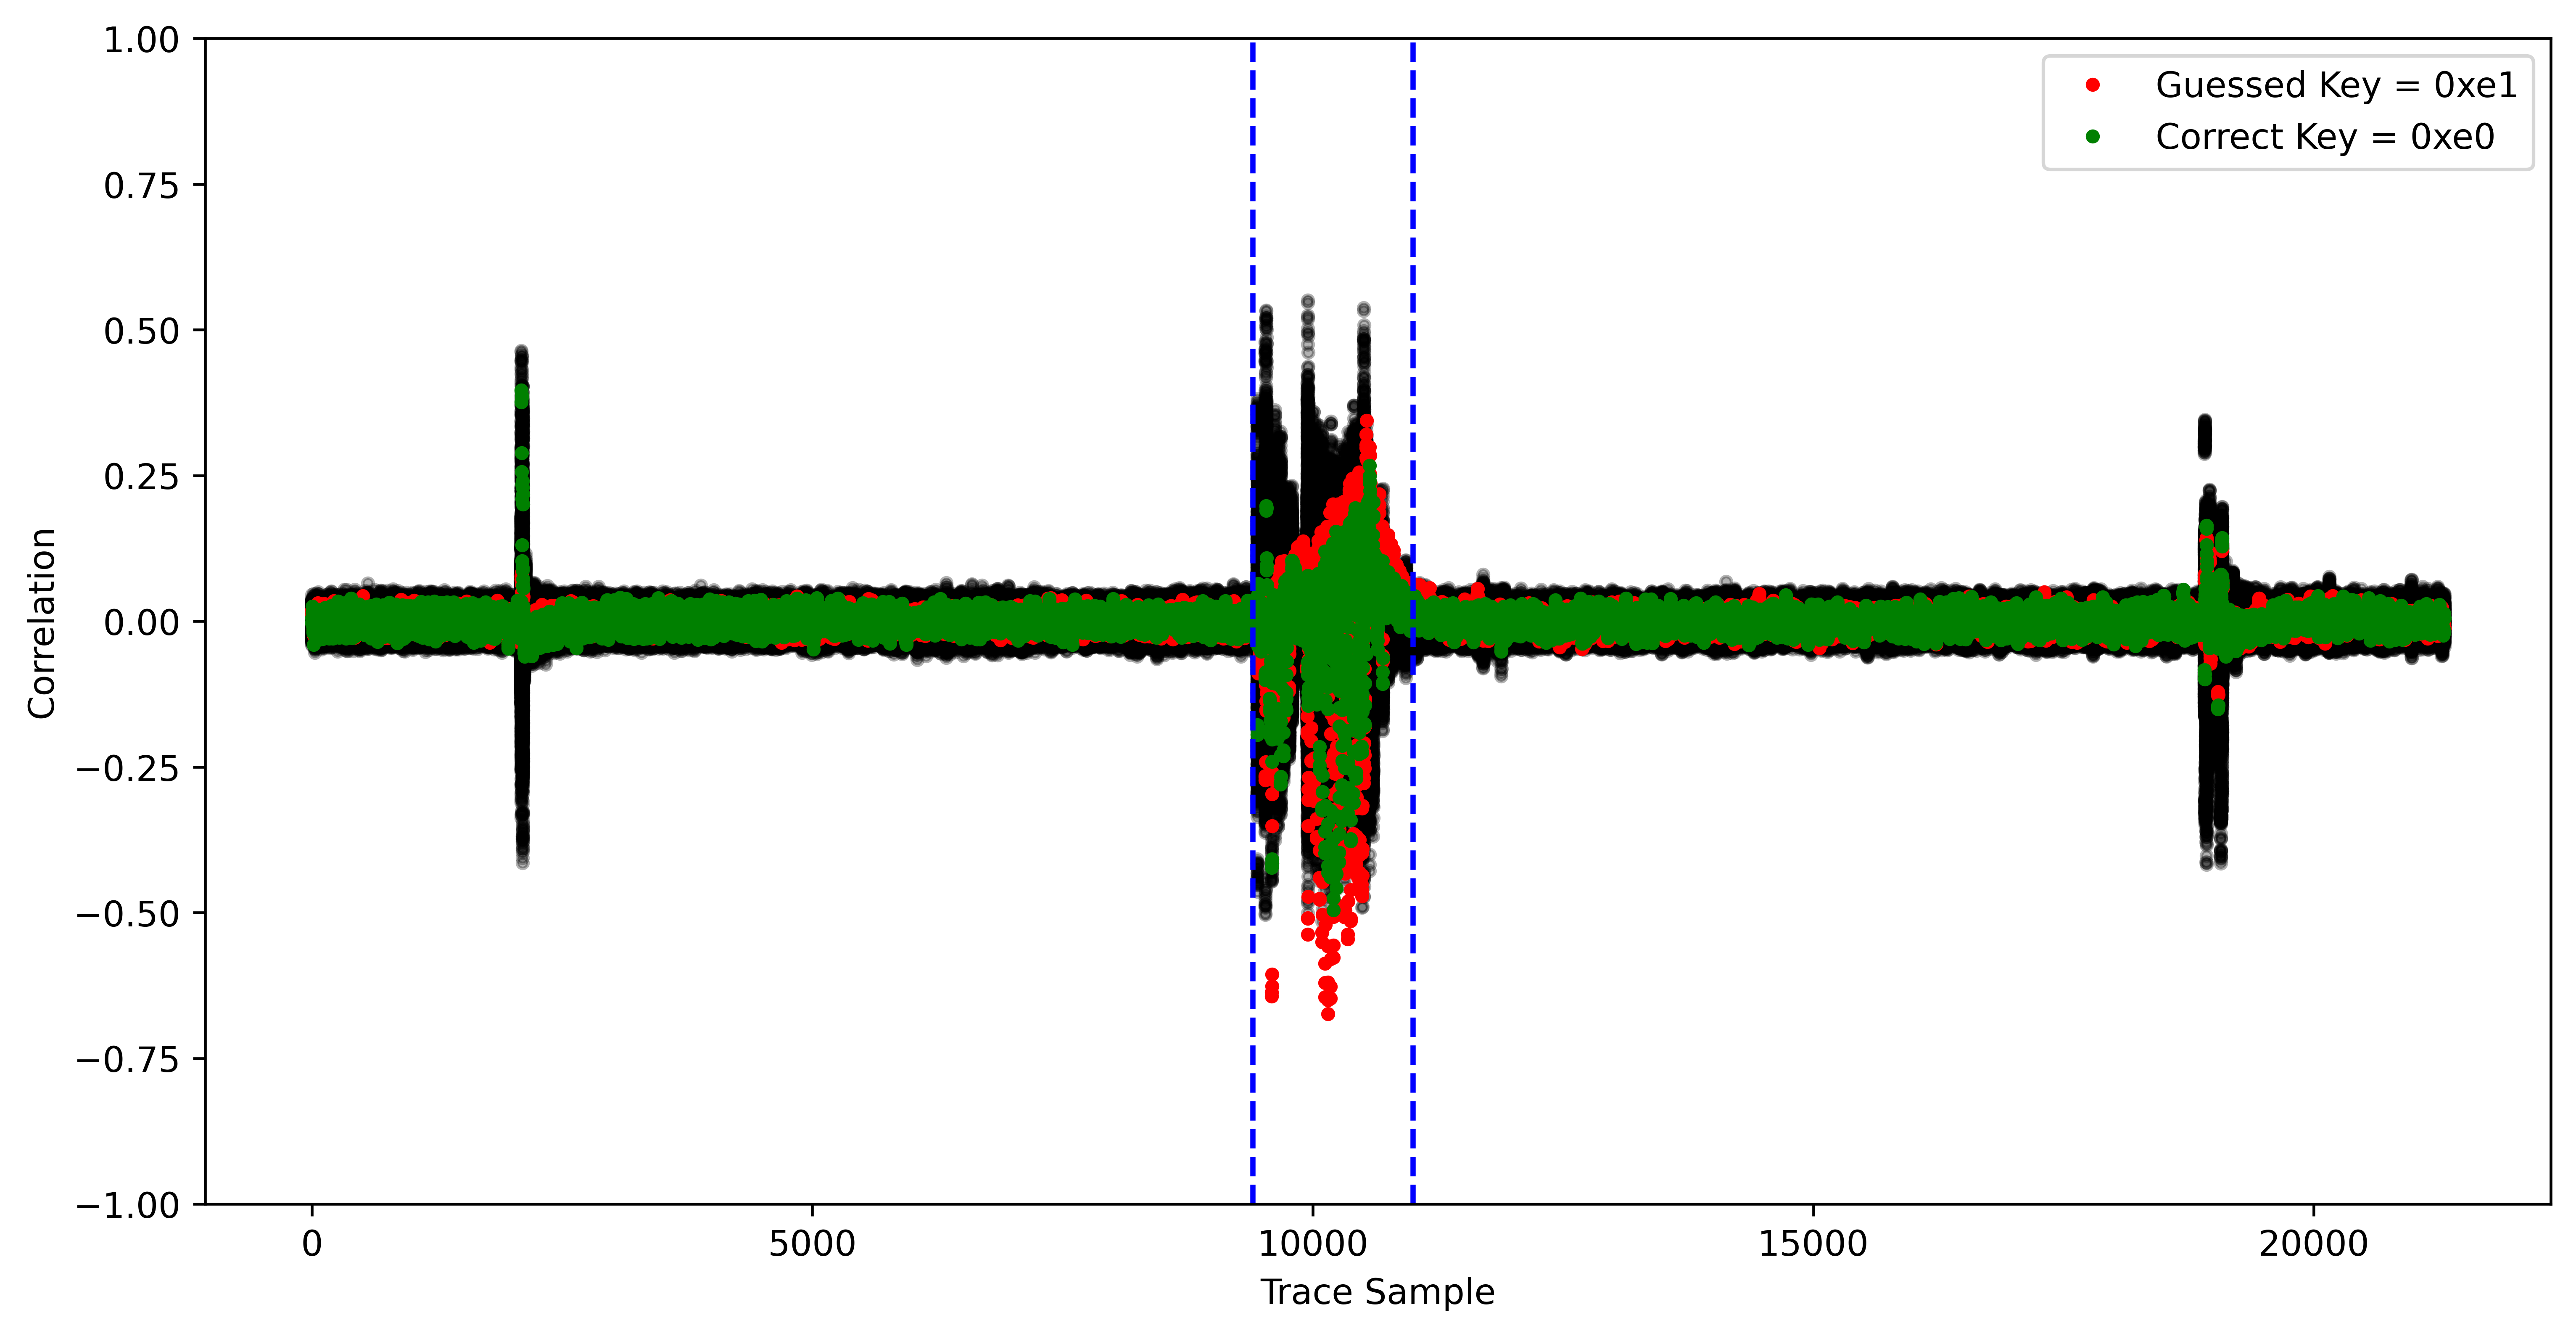 1.00
0.75
0.50
0.25
0.00
−0.25
−0.50
−0.75
−1.00
Correlation
Guessed Key = 0xe1
Correct Key = 0xe0
0 5000 10000 15000 20000
Trace Sample